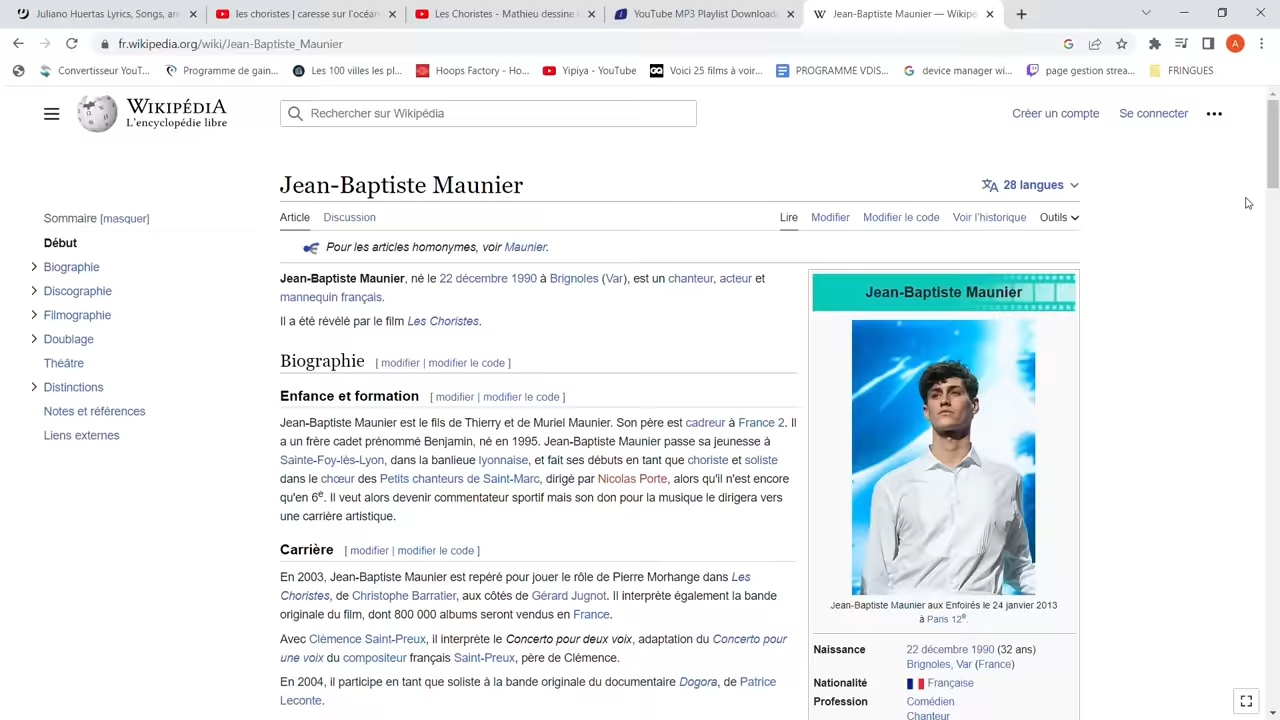 Juliano Huertas Lyrics, Songs, an
les choristes | caresse sur l'océan
Les Choristes - Mathieu dessine
YouTube MP3 Playlist Download
Jean-Baptiste Maunier — Wikipé
fr.wikipedia.org/wiki/Jean-Baptiste_Maunier
A
Convertisseur YouT...
Programme de gain...
Les 100 villes les pl...
Hosts Factory - Ho...
Yipiya - YouTube
Voici 25 films à voir...
PROGRAMME VDIS...
device manager wi...
page gestion strea...
FRINGUES
WIKIPÉDIA
L'encyclopédie libre
Rechercher sur Wikipédia
Créer un compte
Se connecter
Jean-Baptiste Maunier
28 langues
Article
Discussion
Lire
Modifier
Modifier le code
Voir l'historique
Outils
Sommaire [masquer]
Début
Biographie
Discographie
Filmographie
Doublage
Théâtre
Distinctions
Notes et références
Liens externes
Pour les articles homonymes, voir Maunier.
Jean-Baptiste Maunier, né le 22 décembre 1990 à Brignoles (Var), est un chanteur, acteur et
mannequin français.
Il a été révélé par le film Les Choristes.
Biographie [ modifier | modifier le code ]
Enfance et formation [ modifier | modifier le code ]
Jean-Baptiste Maunier est le fils de Thierry et de Muriel Maunier. Son père est cadreur à France 2. Il
a un frère cadet prénommé Benjamin, né en 1995. Jean-Baptiste Maunier passe sa jeunesse à
Sainte-Foy-lès-Lyon, dans la banlieue lyonnaise, et fait ses débuts en tant que choriste et soliste
dans le chœur des Petits chanteurs de Saint-Marc, dirigé par Nicolas Porte, alors qu'il n'est encore
qu'en 6e. Il veut alors devenir commentateur sportif mais son don pour la musique le dirigera vers
une carrière artistique.
Carrière [ modifier | modifier le code ]
En 2003, Jean-Baptiste Maunier est repéré pour jouer le rôle de Pierre Morhange dans Les
Choristes, de Christophe Barratier, aux côtés de Gérard Jugnot. Il interprète également la bande
originale du film, dont 800 000 albums seront vendus en France.
Avec Clémence Saint-Preux, il interprète le Concerto pour deux voix, adaptation du Concerto pour
une voix du compositeur français Saint-Preux, père de Clémence.
En 2004, il participe en tant que soliste à la bande originale du documentaire Dogora, de Patrice
Leconte.
Jean-Baptiste Maunier
Jean-Baptiste Maunier aux Enfoirés le 24 janvier 2013
à Paris 12e.
Naissance 22 décembre 1990 (32 ans)
Brignoles, Var (France)
Nationalité Française
Profession Comédien
Chanteur